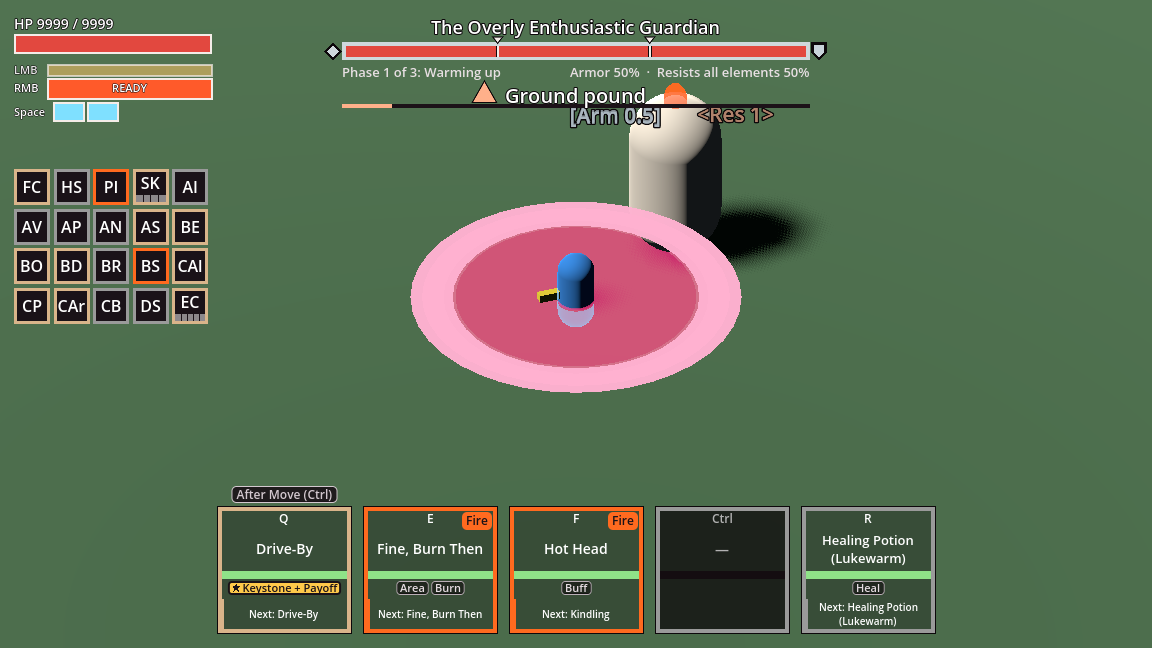 HP 9999 / 9999
LMB
RMB READY
Space
The Overly Enthusiastic Guardian
Phase 1 of 3: Warming up
Armor 50% · Resists all elements 50%
Ground pound
[Arm 0.5] <Res 1>
FC HS PI SK AI
AV AP AN AS BE
BO BD BR BS CAl
CP CAr CB DS EC
After Move (Ctrl)
Q
Drive-By
★ Keystone + Payoff
Next: Drive-By
E Fire
Fine, Burn Then
Area Burn
Next: Fine, Burn Then
F Fire
Hot Head
Buff
Next: Kindling
Ctrl
—
R
Healing Potion
(Lukewarm)
Heal
Next: Healing Potion
(Lukewarm)